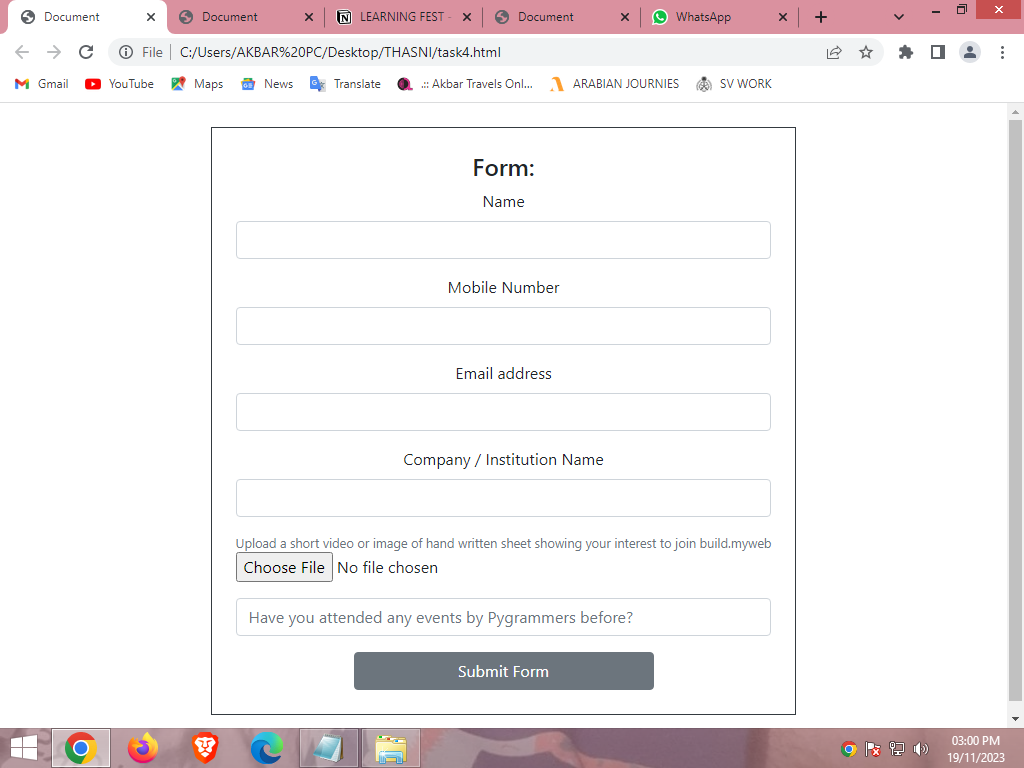 Document
Document
LEARNING FEST -
Document
WhatsApp
File
C:/Users/AKBAR%20PC/Desktop/THASNI/task4.html
Gmail
YouTube
Maps
News
Translate
.:: Akbar Travels Onl...
ARABIAN JOURNIES
SV WORK
Form:
Name
Mobile Number
Email address
Company / Institution Name
Upload a short video or image of hand written sheet showing your interest to join build.myweb
Choose File No file chosen
Have you attended any events by Pygrammers before?
Submit Form
03:00 PM
19/11/2023